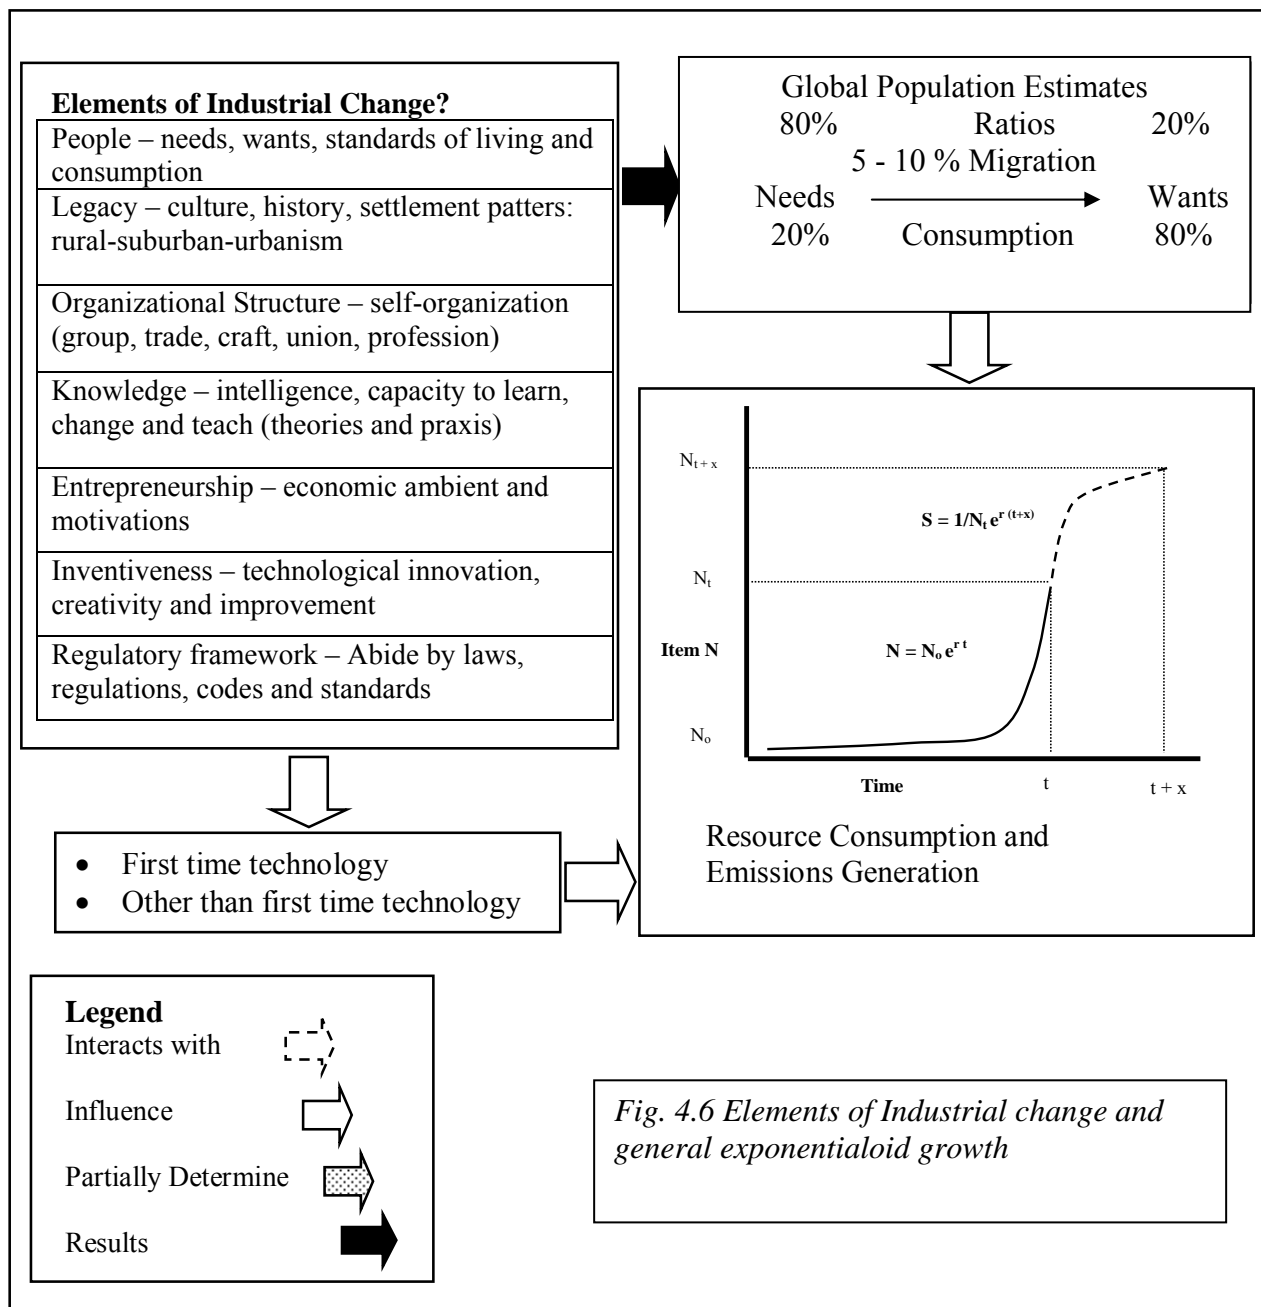 Elements of Industrial Change?
People – needs, wants, standards of living and
consumption
Legacy – culture, history, settlement patters:
rural-suburban-urbanism
Organizational Structure – self-organization
(group, trade, craft, union, profession)
Knowledge – intelligence, capacity to learn,
change and teach (theories and praxis)
Entrepreneurship – economic ambient and
motivations
Inventiveness – technological innovation,
creativity and improvement
Regulatory framework – Abide by laws,
regulations, codes and standards
Global Population Estimates
80% Ratios 20%
5 - 10 % Migration
Needs Wants
20% Consumption 80%
N t + x
S = 1/N t e r (t+x)
N t
Item N
N = N o e r t
N o
Time
t
t + x
Resource Consumption and
Emissions Generation
• First time technology
• Other than first time technology
Legend
Interacts with
Influence
Partially Determine
Results
Fig. 4.6 Elements of Industrial change and
general exponentialoid growth